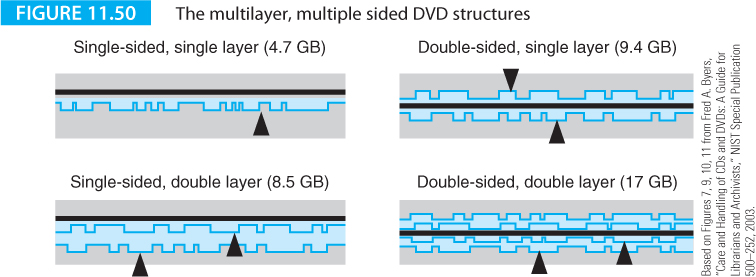 FIGURE 11.50 The multilayer, multiple sided DVD structures
Single-sided, single layer (4.7 GB)
Double-sided, single layer (9.4 GB)
Single-sided, double layer (8.5 GB)
Double-sided, double layer (17 GB)
Based on Figures 7, 9, 10, 11 from Fred A. Byers,
"Care and Handling of CDs and DVDs: A Guide for
Librarians and Archivists," NIST Special Publication
500–252, 2003.